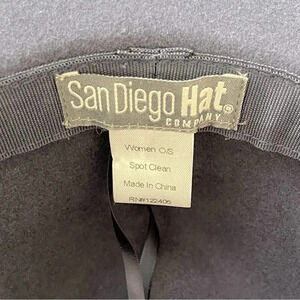 San Diego Hat®
COMPANY
Women O/S
Spot Clean
Made In China
RN#122405